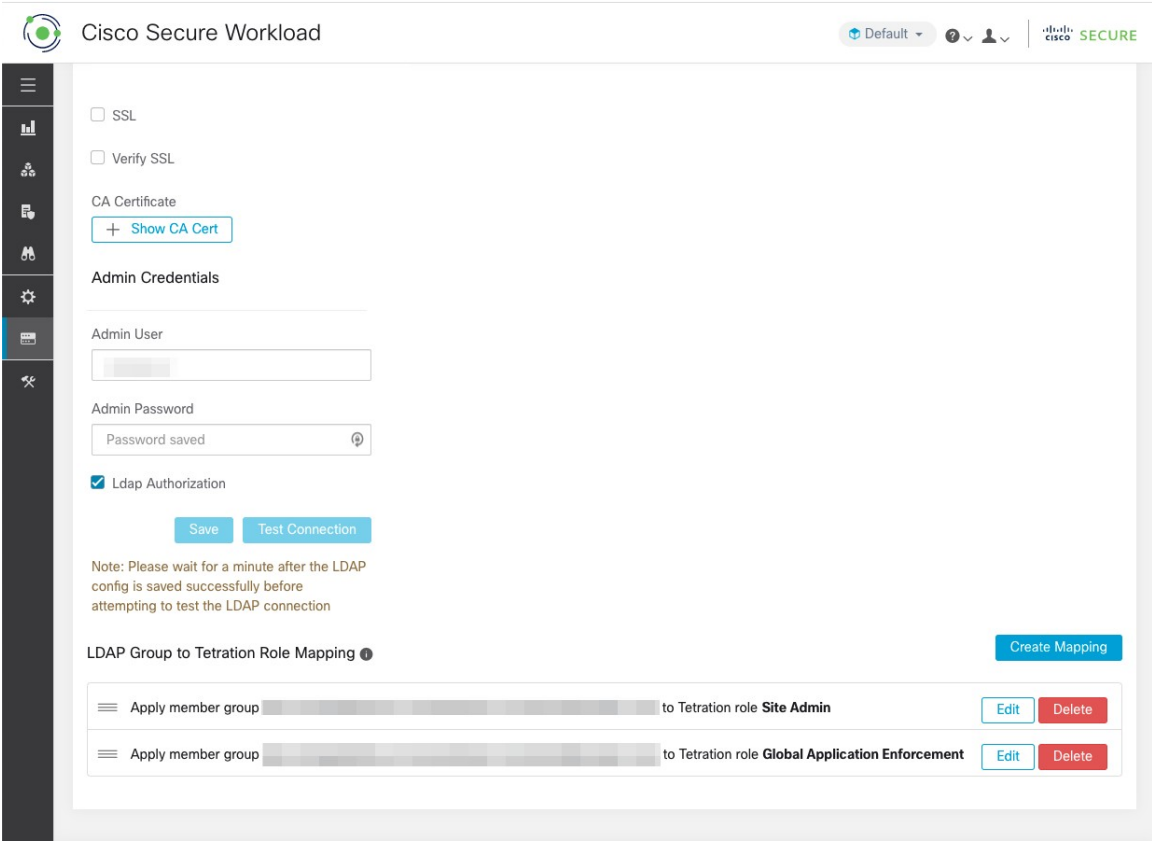 Cisco Secure Workload
Default
cisco SECURE
SSL
Verify SSL
CA Certificate
+ Show CA Cert
Admin Credentials
Admin User
Admin Password
Password saved
Ldap Authorization
Save Test Connection
Note: Please wait for a minute after the LDAP
config is saved successfully before
attempting to test the LDAP connection
LDAP Group to Tetration Role Mapping
Create Mapping
Apply member group to Tetration role Site Admin Edit Delete
Apply member group to Tetration role Global Application Enforcement Edit Delete